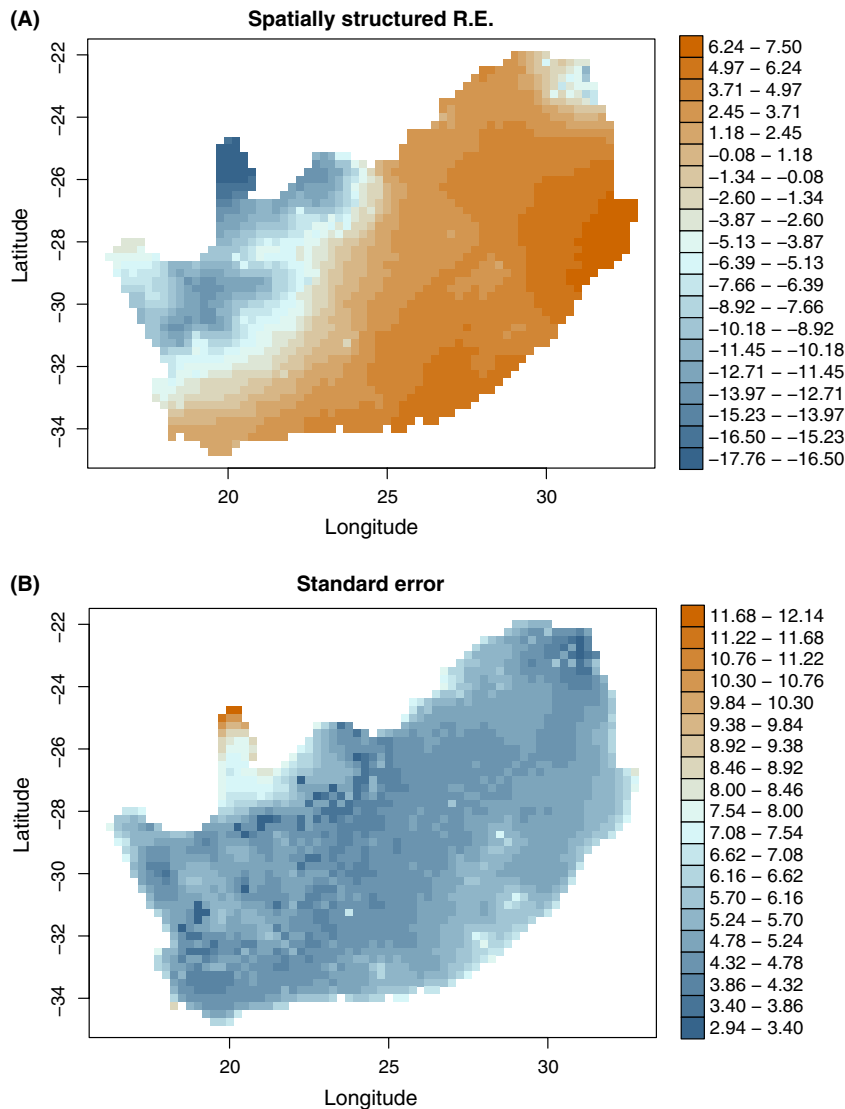 (A)
Spatially structured R.E.
−22
−24
−26
−28
−30
−32
−34
Latitude
20
25
30
Longitude
6.24 − 7.50
4.97 − 6.24
3.71 − 4.97
2.45 − 3.71
1.18 − 2.45
−0.08 − 1.18
−1.34 − −0.08
−2.60 − −1.34
−3.87 − −2.60
−5.13 − −3.87
−6.39 − −5.13
−7.66 − −6.39
−8.92 − −7.66
−10.18 − −8.92
−11.45 − −10.18
−12.71 − −11.45
−13.97 − −12.71
−15.23 − −13.97
−16.50 − −15.23
−17.76 − −16.50
(B)
Standard error
−22
−24
−26
−28
−30
−32
−34
Latitude
20
25
30
Longitude
11.68 − 12.14
11.22 − 11.68
10.76 − 11.22
10.30 − 10.76
9.84 − 10.30
9.38 − 9.84
8.92 − 9.38
8.46 − 8.92
8.00 − 8.46
7.54 − 8.00
7.08 − 7.54
6.62 − 7.08
6.16 − 6.62
5.70 − 6.16
5.24 − 5.70
4.78 − 5.24
4.32 − 4.78
3.86 − 4.32
3.40 − 3.86
2.94 − 3.40